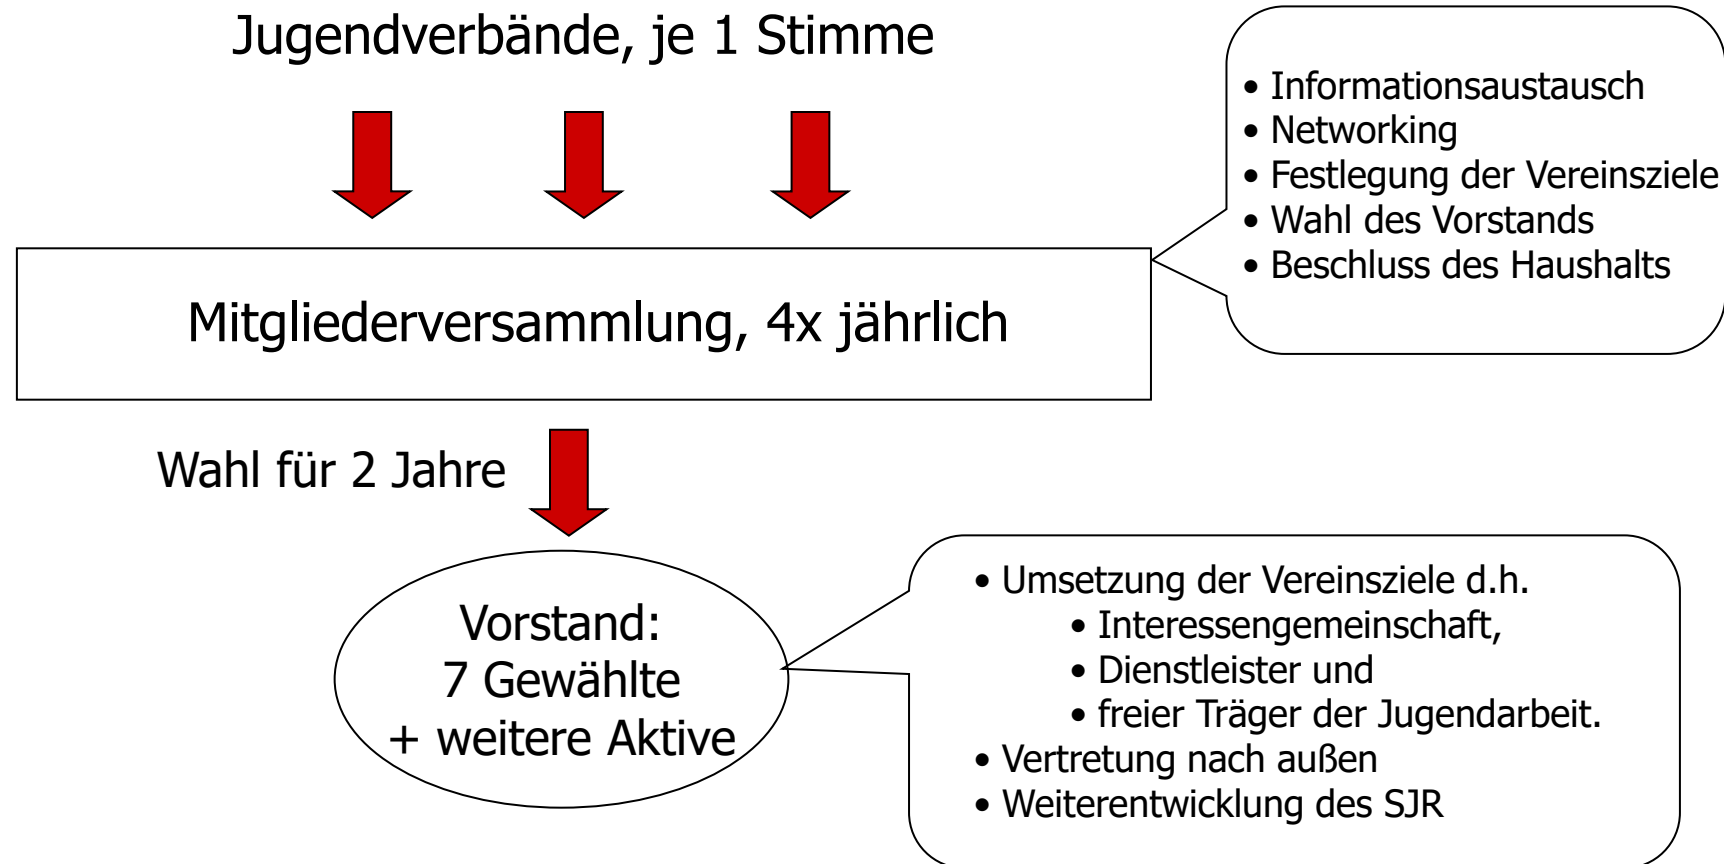 Jugendverbände, je 1 Stimme
• Informationsaustausch
• Networking
• Festlegung der Vereinsziele
• Wahl des Vorstands
• Beschluss des Haushalts
Mitgliederversammlung, 4x jährlich
Wahl für 2 Jahre
Vorstand:
7 Gewählte
+ weitere Aktive
• Umsetzung der Vereinsziele d.h.
• Interessengemeinschaft,
• Dienstleister und
• freier Träger der Jugendarbeit.
• Vertretung nach außen
• Weiterentwicklung des SJR